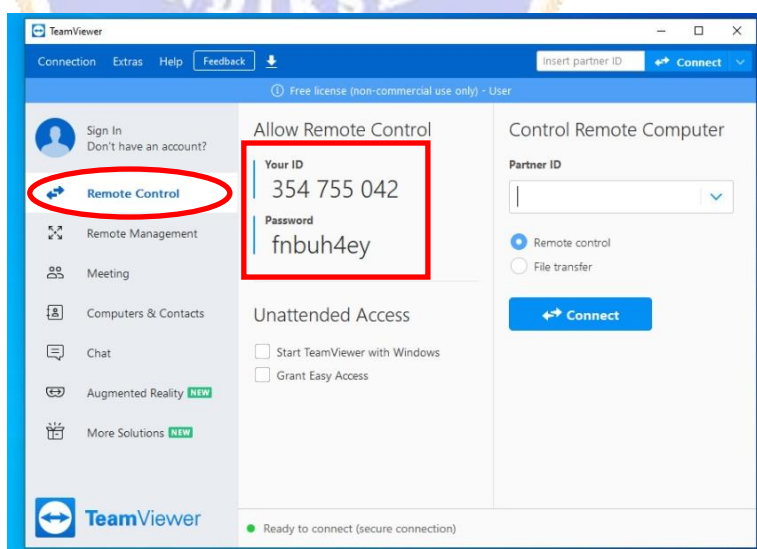 TeamViewer
Connection Extras Help Feedback
Insert partner ID Connect
Free license (non-commercial use only) - User
Sign In
Don't have an account?
Remote Control
Remote Management
Meeting
Computers & Contacts
Chat
Augmented Reality NEW
More Solutions NEW
TeamViewer
Allow Remote Control
Your ID
354 755 042
Password
fnbuh4ey
Unattended Access
Start TeamViewer with Windows
Grant Easy Access
Control Remote Computer
Partner ID
Remote control
File transfer
Connect
Ready to connect (secure connection)